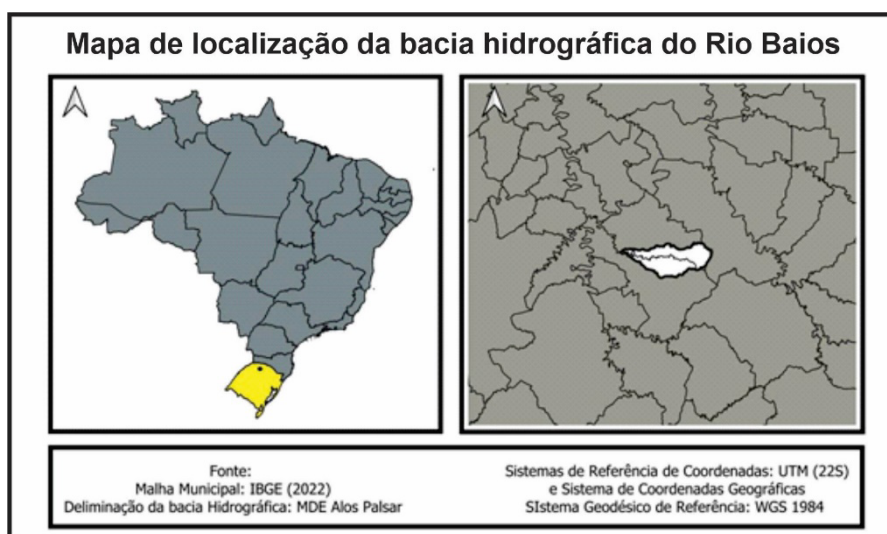 Mapa de localização da bacia hidrográfica do Rio Baios
Fonte:
Malha Municipal: IBGE (2022)
Deliminação da bacia Hidrográfica: MDE Alos Palsar
Sistemas de Referência de Coordenadas: UTM (22S)
e Sistema de Coordenadas Geográficas
SIstema Geodésico de Referência: WGS 1984